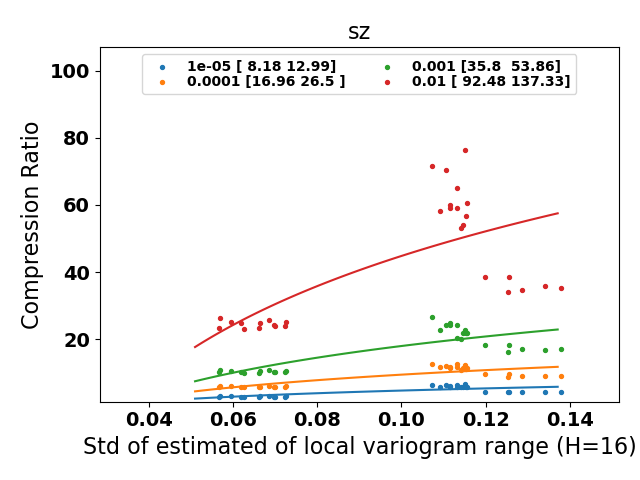 sz
1e-05 [ 8.18 12.99]
0.0001 [16.96 26.5 ]
0.001 [35.8  53.86]
0.01 [ 92.48 137.33]
Compression Ratio
100
80
60
40
20
0.04 0.06 0.08 0.10 0.12 0.14
Std of estimated of local variogram range (H=16)